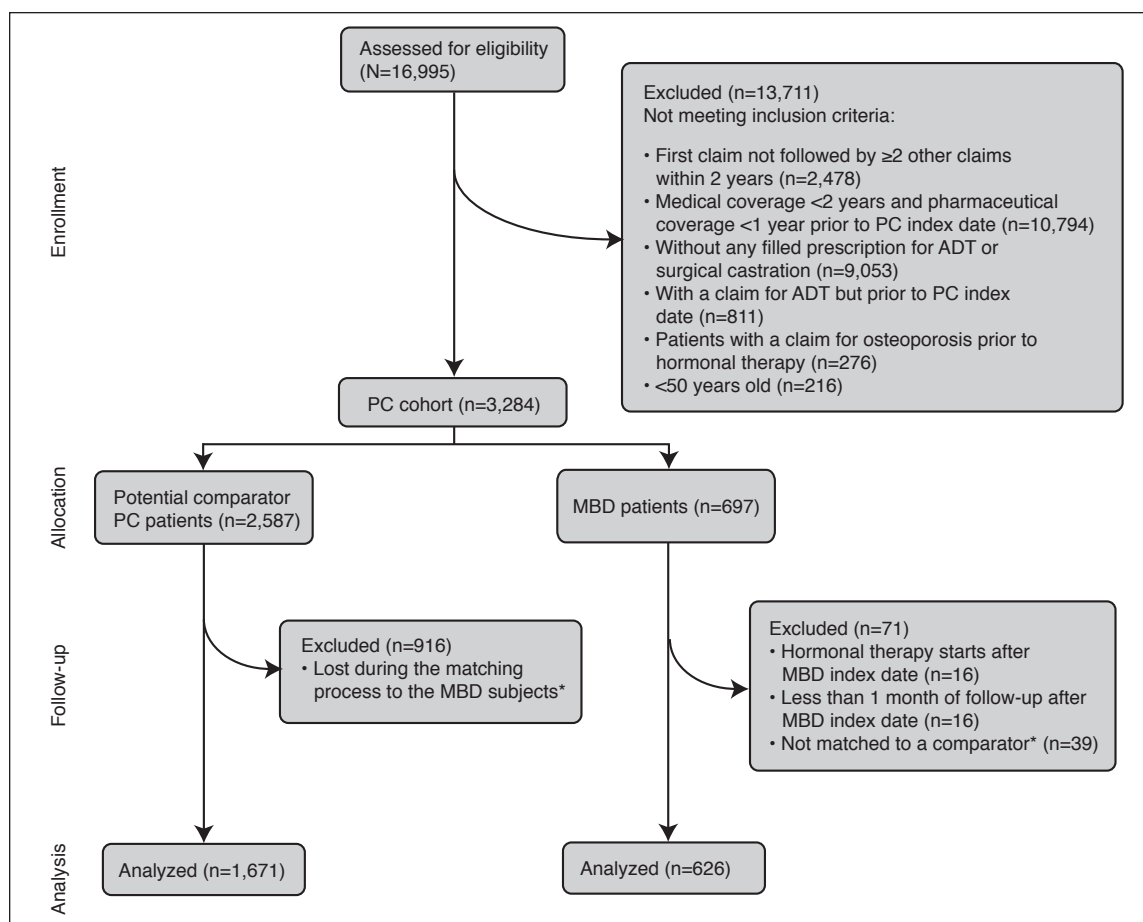 Assessed for eligibility
(N=16,995)
Excluded (n=13,711)
Not meeting inclusion criteria:
• First claim not followed by ≥2 other claims
within 2 years (n=2,478)
• Medical coverage <2 years and pharmaceutical
coverage <1 year prior to PC index date (n=10,794)
• Without any filled prescription for ADT or
surgical castration (n=9,053)
• With a claim for ADT but prior to PC index
date (n=811)
• Patients with a claim for osteoporosis prior to
hormonal therapy (n=276)
• <50 years old (n=216)
Enrollment
PC cohort (n=3,284)
Allocation
Potential comparator
PC patients (n=2,587)
MBD patients (n=697)
Follow-up
Excluded (n=916)
• Lost during the matching
process to the MBD subjects*
Excluded (n=71)
• Hormonal therapy starts after
MBD index date (n=16)
• Less than 1 month of follow-up after
MBD index date (n=16)
• Not matched to a comparator* (n=39)
Analysis
Analyzed (n=1,671)
Analyzed (n=626)